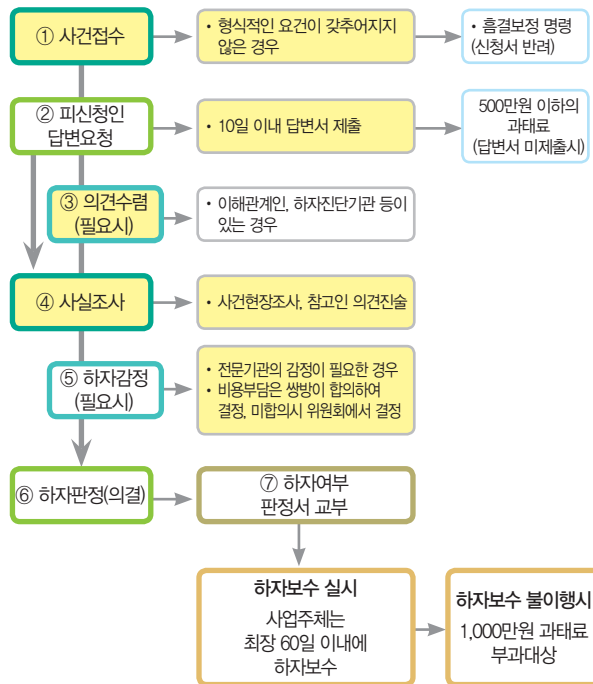 ① 사건접수
• 형식적인 요건이 갖추어지지
않은 경우
• 흠결보정 명령
(신청서 반려)
② 피신청인
답변요청
• 10일 이내 답변서 제출
500만원 이하의
과태료
(답변서 미제출시)
③ 의견수렴
(필요시)
• 이해관계인, 하자진단기관 등이
있는 경우
④ 사실조사
• 사건현장조사, 참고인 의견진술
⑤ 하자감정
(필요시)
• 전문기관의 감정이 필요한 경우
• 비용부담은 쌍방이 합의하여
결정, 미합의시 위원회에서 결정
⑥ 하자판정(의결)
⑦ 하자여부
판정서 교부
하자보수 실시
사업주체는
최장 60일 이내에
하자보수
하자보수 불이행시
1,000만원 과태료
부과대상